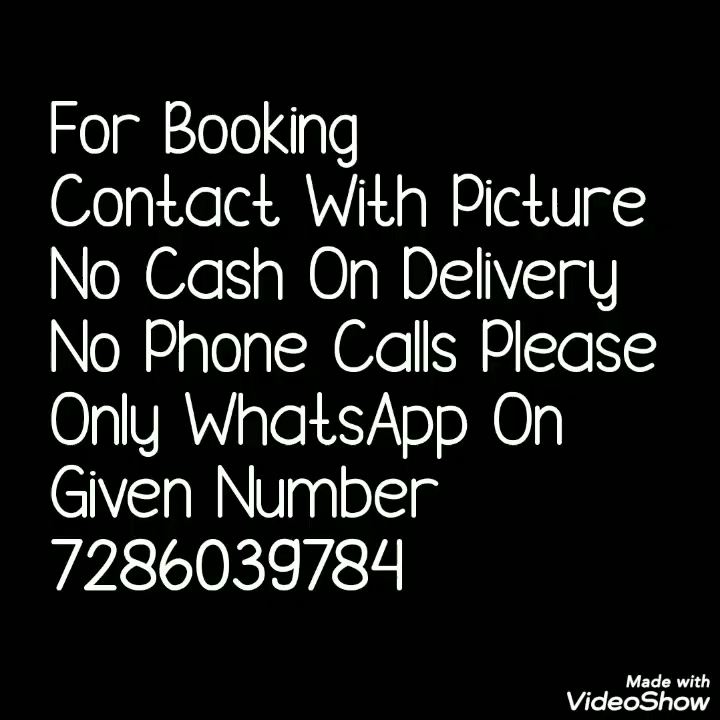 For Booking
Contact With Picture
No Cash On Delivery
No Phone Calls Please
Only WhatsApp On
Given Number
7286039784
Made with
VideoShow